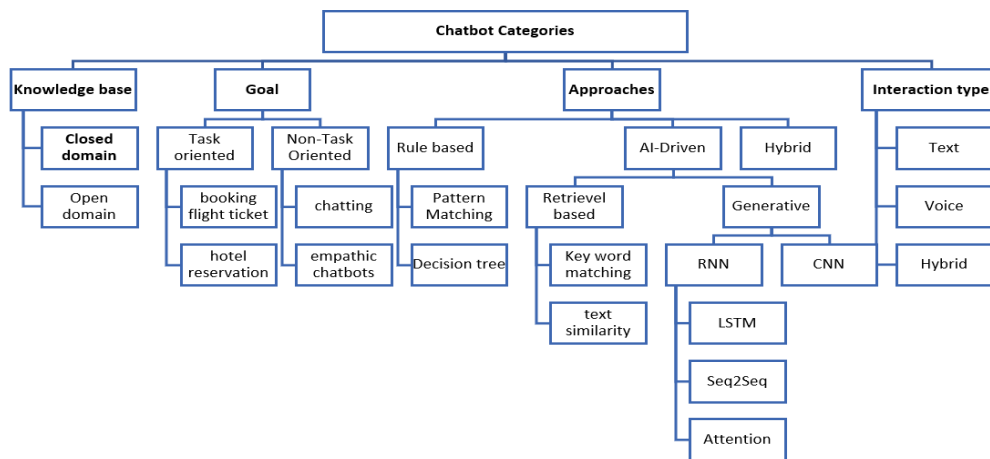 Chatbot Categories
Knowledge base
Goal
Approaches
Interaction type
Closed
domain
Task
oriented
Non-Task
Oriented
Rule based
AI-Driven
Hybrid
Text
Open
domain
booking
flight ticket
chatting
Pattern
Matching
Retrievel
based
Generative
Voice
hotel
reservation
empathic
chatbots
Decision tree
Key word
matching
RNN
CNN
Hybrid
text
similarity
LSTM
Seq2Seq
Attention